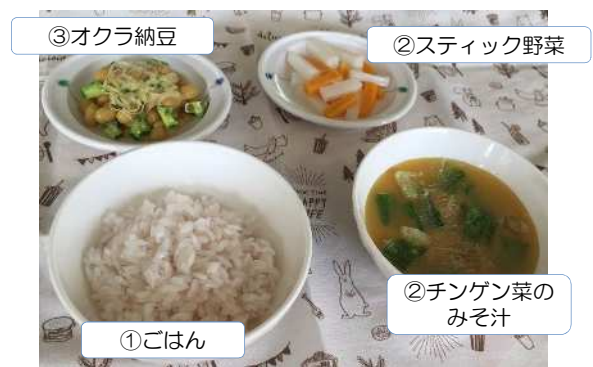 ③オクラ納豆
②スティック野菜
②チンゲン菜の
みそ汁
①ごはん